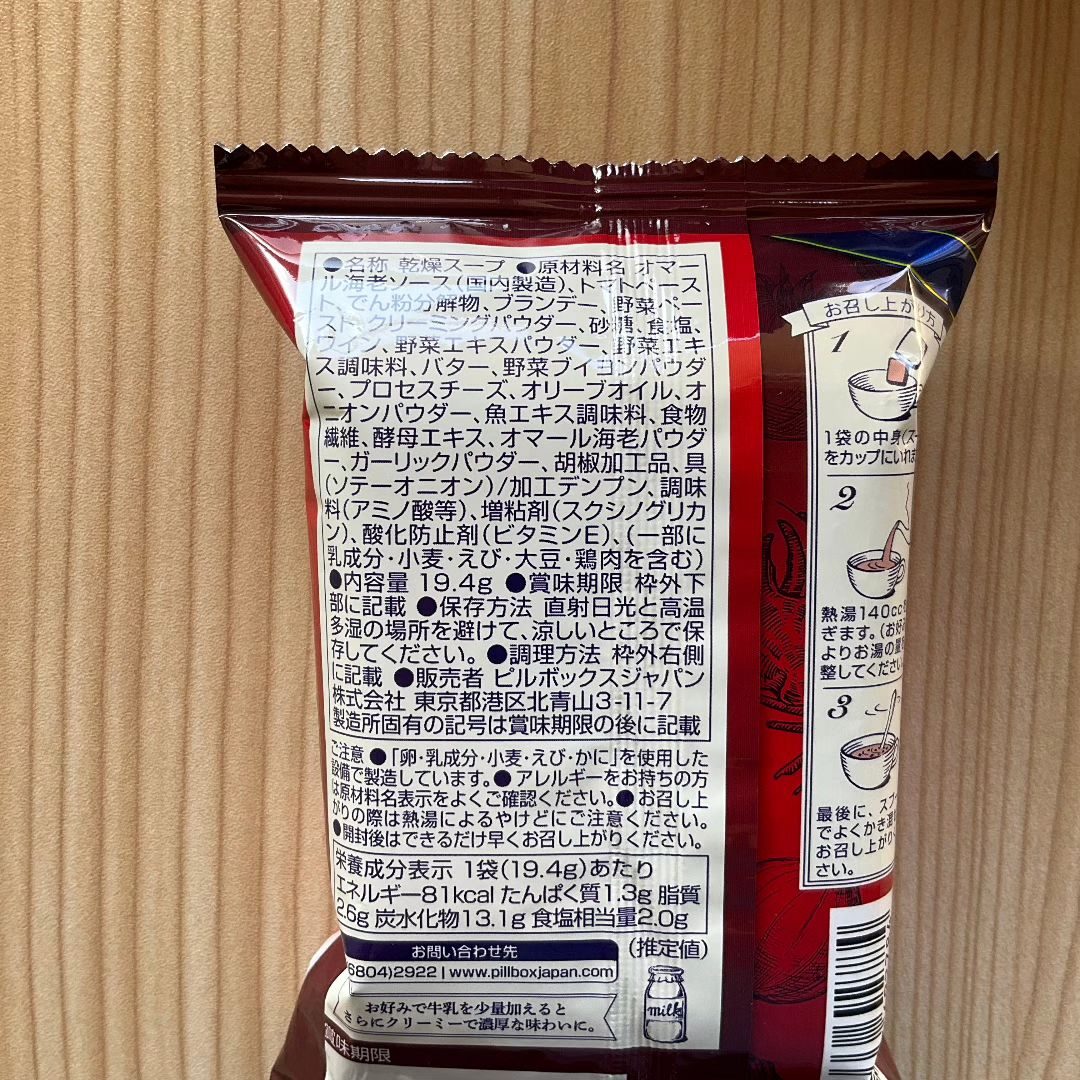 ●名称 乾燥スープ ●原材料名 オマー
ル海老ソース(国内製造)、トマトペース
ト、でん粉分解物、ブランデー、野菜ペー
スト、クリーミングパウダー、砂糖、食塩、
ワイン、野菜エキスパウダー、野菜エキ
ス調味料、バター、野菜ブイヨンパウダ
ー、プロセスチーズ、オリーブオイル、オ
ニオンパウダー、魚エキス調味料、食物
繊維、酵母エキス、オマール海老パウダ
ー、ガーリックパウダー、胡椒加工品、具
(ソテーオニオン)/加工デンプン、調味
料(アミノ酸等)、増粘剤(スクシノグリカ
ン)、酸化防止剤(ビタミンE)、(一部に
乳成分・小麦・えび・大豆・鶏肉を含む)
●内容量 19.4g ●賞味期限 枠外下
部に記載 ●保存方法 直射日光と高温
多湿の場所を避けて、涼しいところで保
存してください。 ●調理方法 枠外右側
に記載 ●販売者 ピルボックスジャパン
株式会社 東京都港区北青山3-11-7
製造所固有の記号は賞味期限の後に記載
ご注意 ●「卵・乳成分・小麦・えび・かに」を使用した
設備で製造しています。●アレルギーをお持ちの方
は原材料名表示をよくご確認ください。●お召し上
がりの際は熱湯によるやけどにご注意ください。
●開封後はできるだけ早くお召し上がりください。
栄養成分表示 1袋(19.4g)あたり
エネルギー81kcal たんぱく質1.3g 脂質
2.6g 炭水化物13.1g 食塩相当量2.0g
(推定値)
お問い合わせ先
6804)2922 | www.pillboxjapan.com
お好みで牛乳を少量加えると
さらにクリーミーで濃厚な味わいに。
milk
賞味期限
お召し上がり方
1
1袋の中身(スー
をカップにいれま
2
熱湯140cc
ぎます。(お好
よりお湯の量
整してくださ
3
最後に、スプ
でよくかき混
お召し上がり
さい。